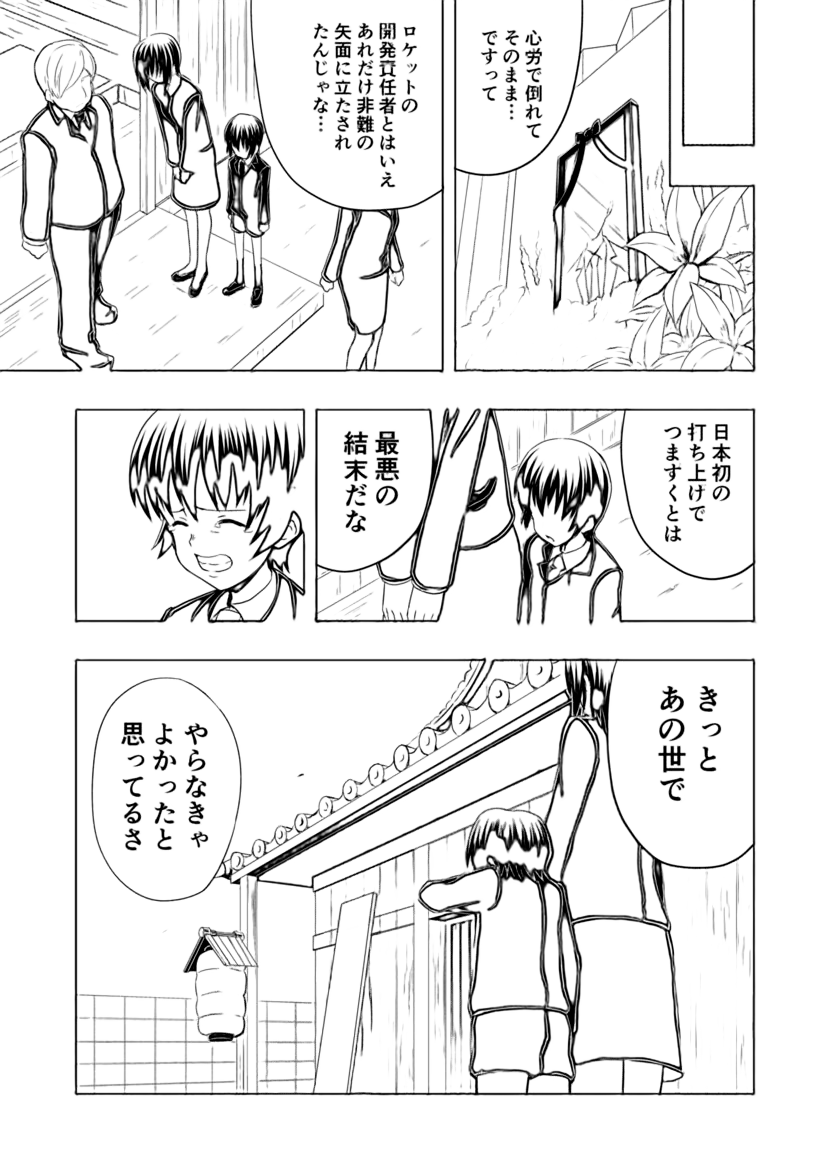 心労で倒れて
そのまま…
ですって
ロケットの
開発責任者とはいえ
あれだけ非難の
矢面に立たされ
たんじゃな…
日本初の
打ち上げで
つまずくとは
最悪の
結末だな
きっと
あの世で
やらなきゃ
よかったと
思ってるさ